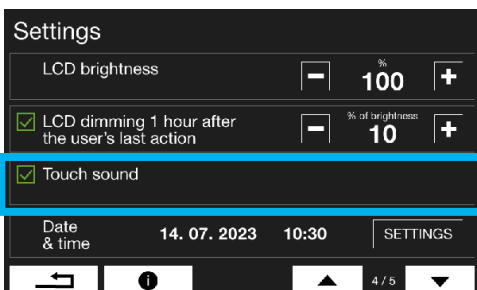 Settings
LCD brightness
%
− 100 +
LCD dimming 1 hour after
the user's last action
% of brightness
− 10 +
Touch sound
Date
& time
14. 07. 2023 10:30 SETTINGS
4/5